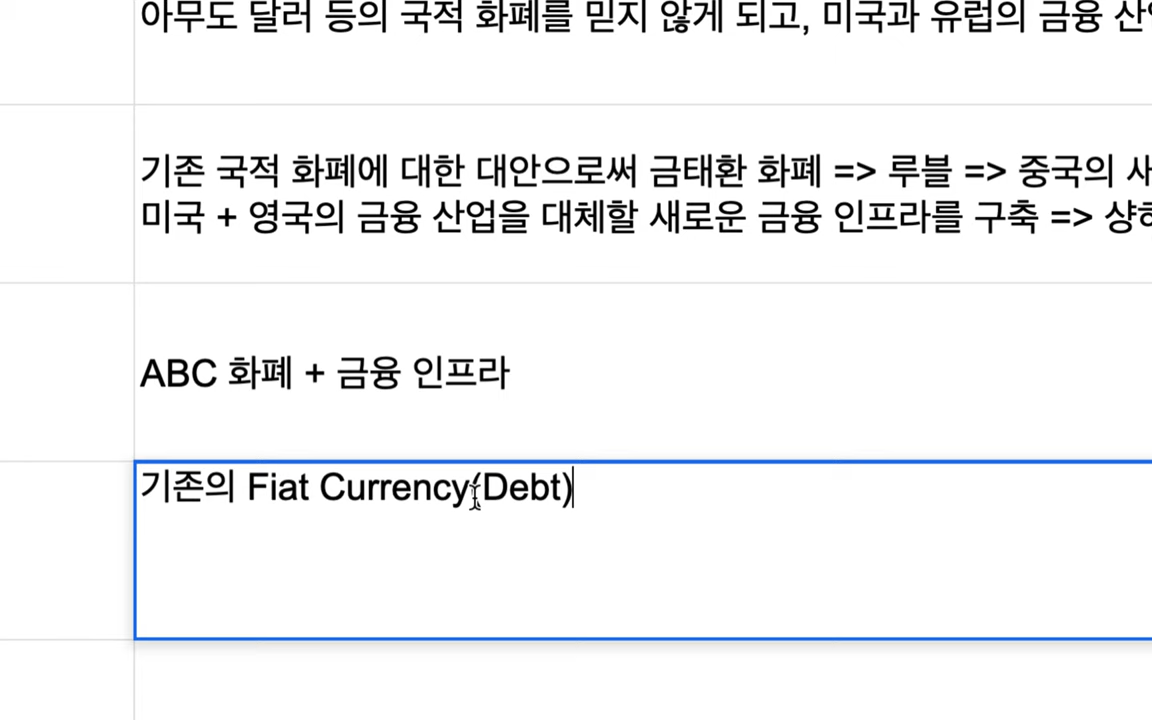 아무도 달러 등의 국적 화폐를 믿지 않게 되고, 미국과 유럽의 금융
기존 국적 화폐에 대한 대안으로써 금태환 화폐 => 루블 => 중국의
미국 + 영국의 금융 산업을 대체할 새로운 금융 인프라를 구축 =>
ABC 화폐 + 금융 인프라
기존의 Fiat Currency(Debt)